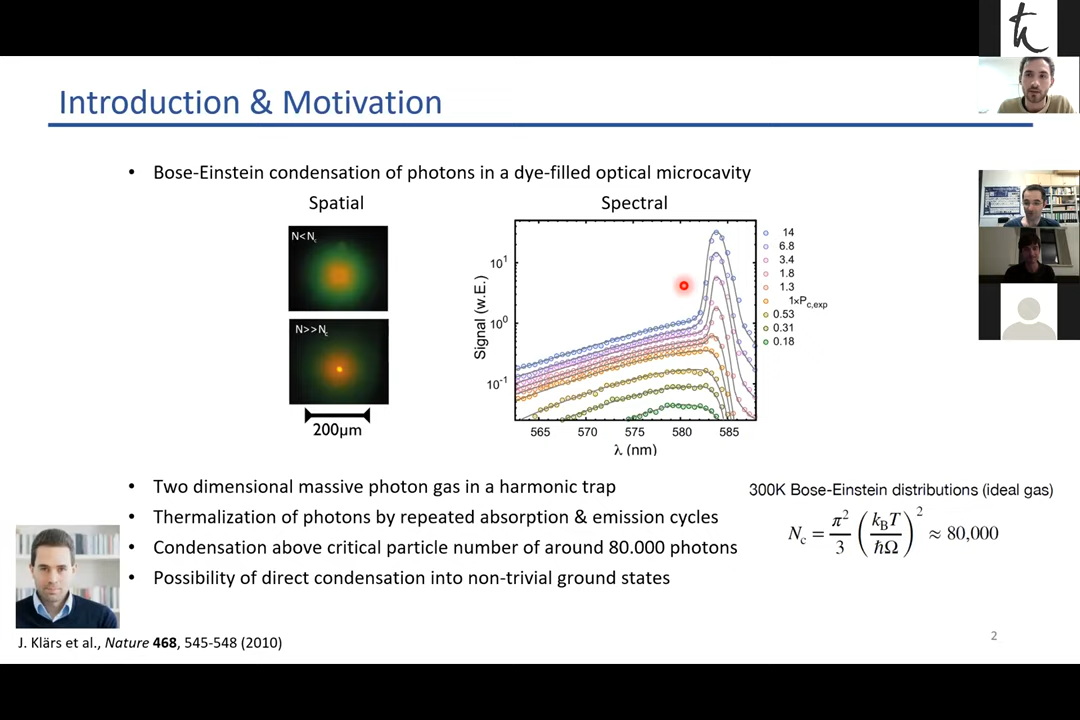 Introduction & Motivation
• Bose-Einstein condensation of photons in a dye-filled optical microcavity
Spatial
Spectral
N<Nc
N>>Nc
200μm
Signal (w.E.)
10¹
10⁰
10⁻¹
565 570 575 580 585
λ (nm)
14
6.8
3.4
1.8
1.3
1×Pc,exp
0.53
0.31
0.18
• Two dimensional massive photon gas in a harmonic trap
• Thermalization of photons by repeated absorption & emission cycles
• Condensation above critical particle number of around 80.000 photons
• Possibility of direct condensation into non-trivial ground states
300K Bose-Einstein distributions (ideal gas)
Nc = π²/3 (kBT/ħΩ)² ≈ 80,000
J. Klärs et al., Nature 468, 545-548 (2010)
2